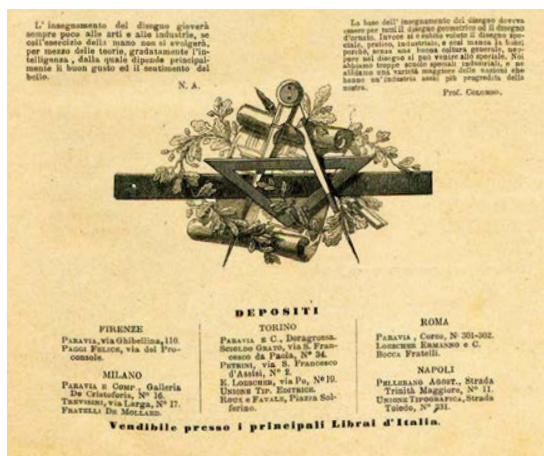 L' insegnamento del disegno gioverà
sempre poco alle arti e alle industrie, se
coll'esercizio della mano non si svolgerà,
per mezzo delle teorie, gradatamente l'in-
telligenza, dalla quale dipende principal-
mente il buon gusto ed il sentimento del
bello.
N. A.
La base dell' insegnamento del disegno doveva
essere per tutti il disegno geometrico ed il disegno
d'ornato. Invece si è subito voluto il disegno spe-
ciale, pratico, industriale, e così manca la base;
perchè, senza una buona coltura generale, nep-
pure nel disegno si può venire allo speciale. Noi
abbiamo troppe scuole speciali industriali, e ne
abbiamo una varietà maggiore delle nazioni che
hanno un'industria assai più progredita della
nostra.
Prof. COLOMBO.
DEPOSITI
FIRENZE
PARAVIA, via Ghibellina, 110.
PAGGI FELICE, via del Pro-
console.
MILANO
PARAVIA E COMP., Galleria
De Cristoforis, N° 16.
TREVISINI, via Larga, N° 17.
FRATELLI DE MOLLARD.
TORINO
PARAVIA E C., Doragrossa.
SCIOLDO GRATO, via S. Fran-
cesco da Paola, N° 34.
PETRINI, via S. Francesco
d'Assisi, N° 2.
E. LOESCHER, via Po, N° 19.
UNIONE TIP. EDITRICE.
ROUX e FAVALE, Piazza Sol-
ferino.
ROMA
PARAVIA, Corso, N° 301-302.
LOESCHER ERMANNO e C.
BOCCA Fratelli.
NAPOLI
PELLERANO AGOST., Strada
Trinità Maggiore, N° 11.
UNIONE TIPOGRAFICA, Strada
Toledo, N° 331.
Vendibile presso i principali Librai d'Italia.